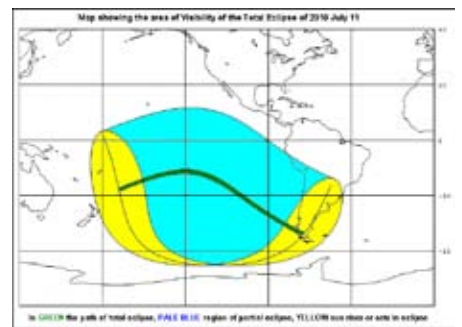 Map showing the area of Visibility of the Total Eclipse of 2010 July 11
0
In GREEN the path of total eclipse, PALE BLUE region of partial eclipse, YELLOW sun rises or sets in eclipse